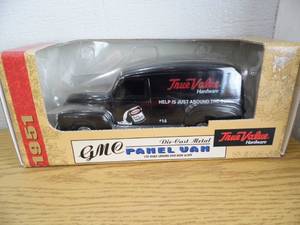 True Value
Hardware
HELP IS JUST AROUND THE
1951
GMC
Die-Cast Metal
PANEL VAN
True Value
Hardware